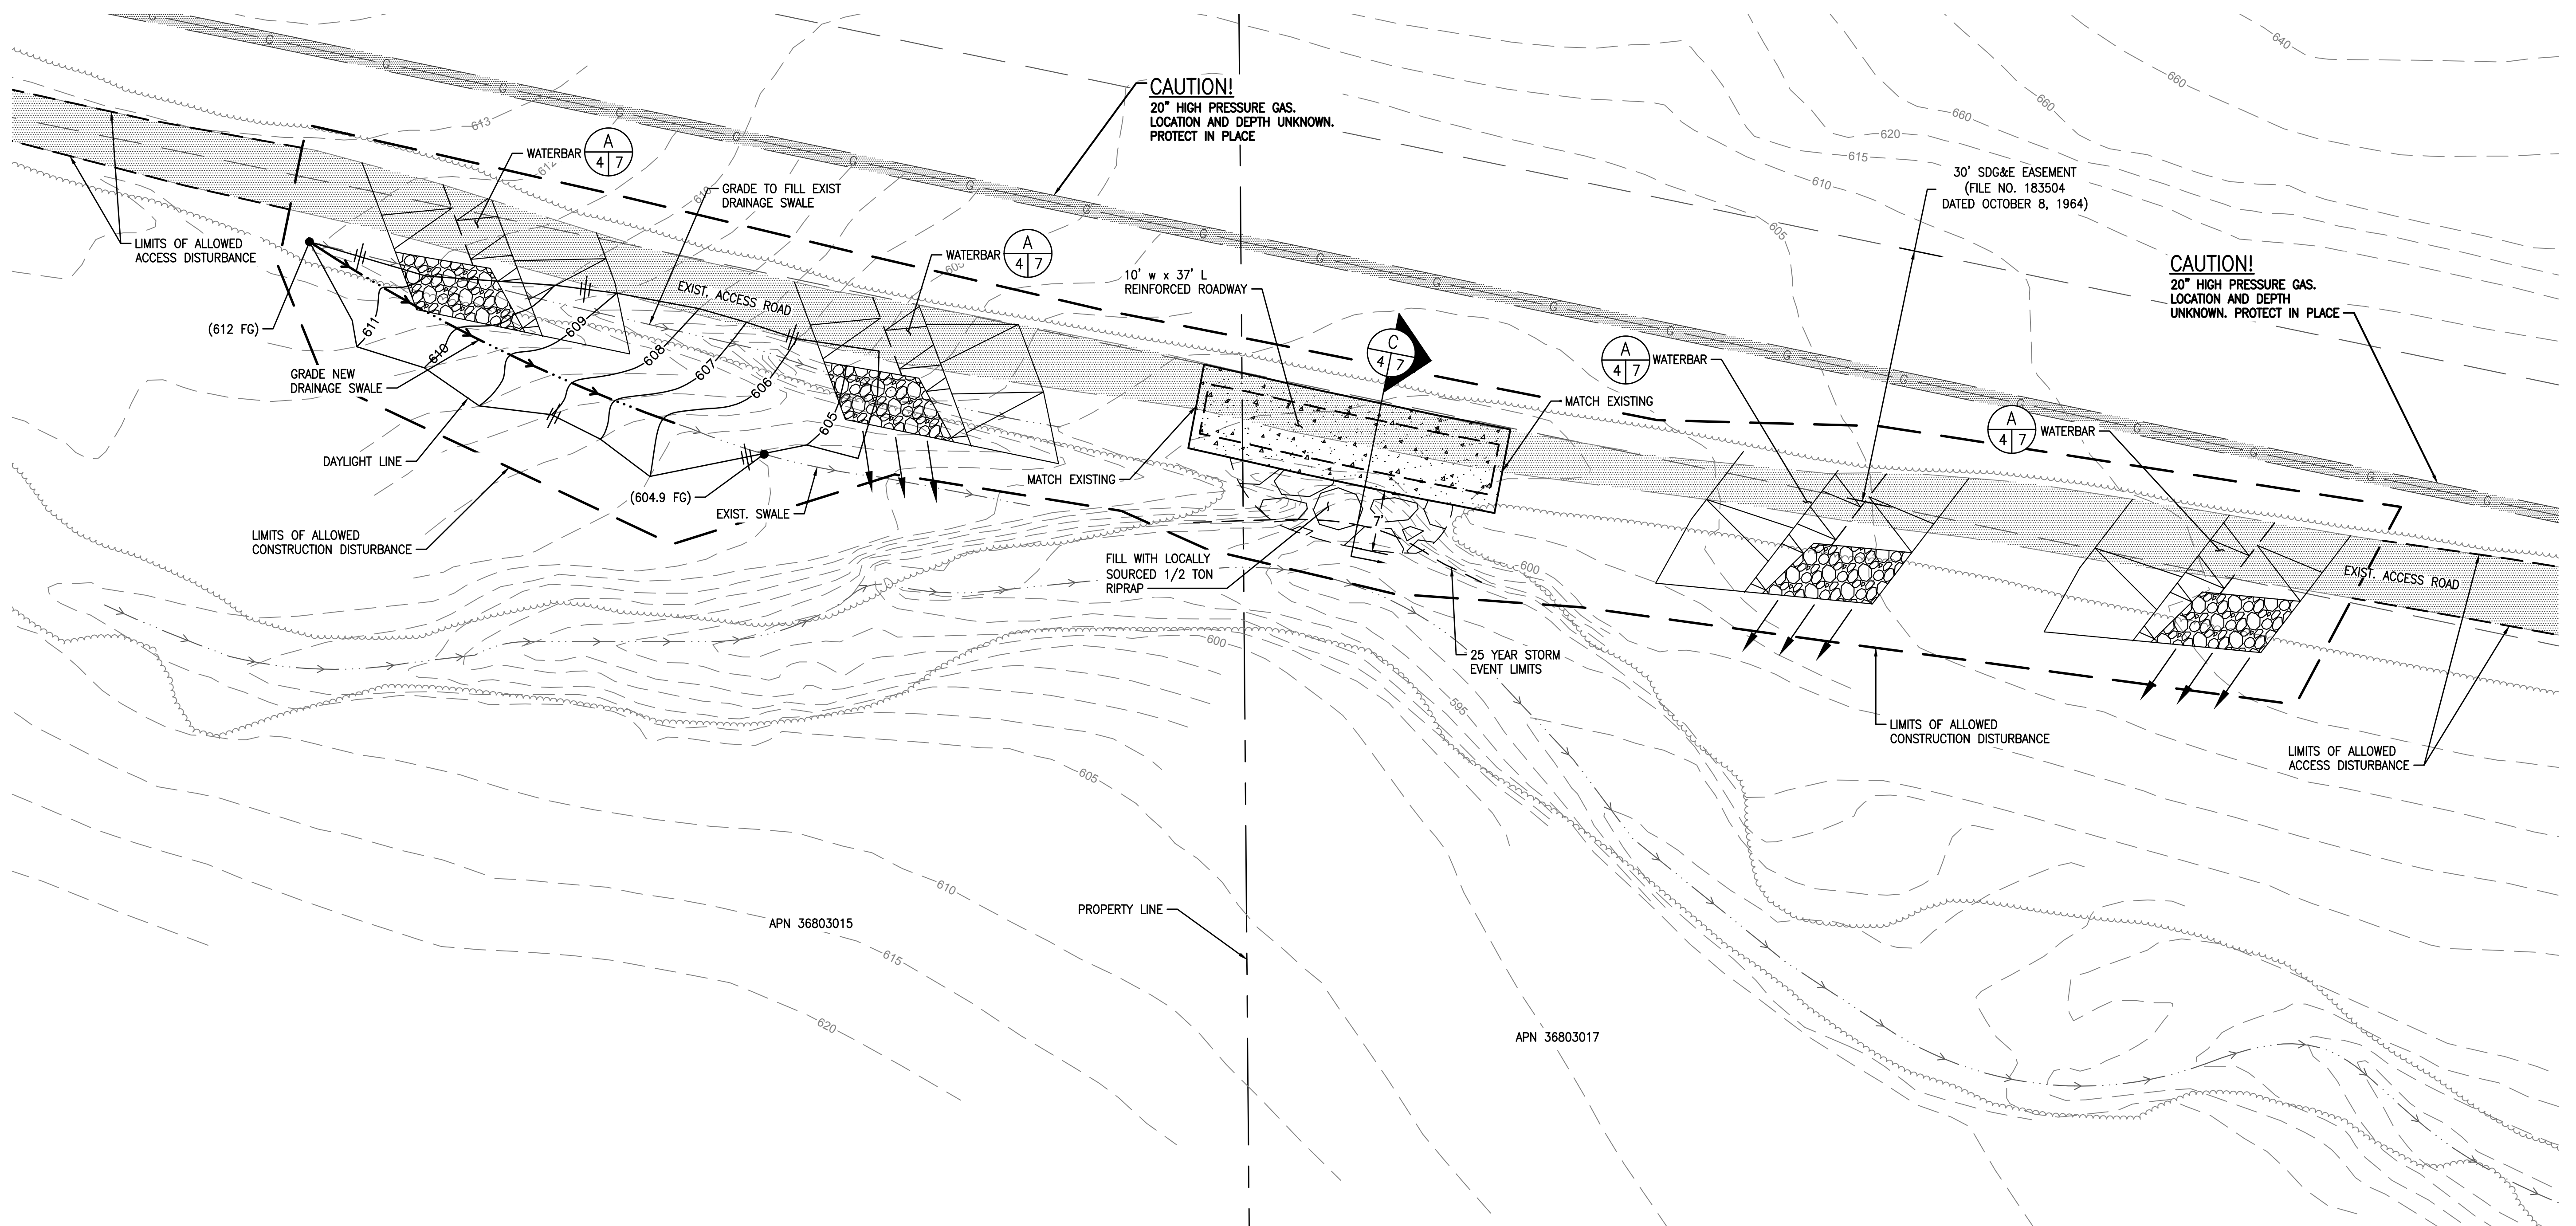 640
660
CAUTION!
20" HIGH PRESSURE GAS.
LOCATION AND DEPTH UNKNOWN.
PROTECT IN PLACE
660
660
620
615
610
605
613
612
WATERBAR
A
4 7
GRADE TO FILL EXIST
DRAINAGE SWALE
30' SDG&E EASEMENT
(FILE NO. 183504
DATED OCTOBER 8, 1964)
LIMITS OF ALLOWED
ACCESS DISTURBANCE
WATERBAR
A
4 7
CAUTION!
20" HIGH PRESSURE GAS.
LOCATION AND DEPTH
UNKNOWN. PROTECT IN PLACE
10' w x 37' L
REINFORCED ROADWAY
EXIST. ACCESS ROAD
(612 FG)
611
610
609
608
607
606
605
GRADE NEW
DRAINAGE SWALE
C
4 7
A
4 7
WATERBAR
MATCH EXISTING
A
4 7
WATERBAR
DAYLIGHT LINE
MATCH EXISTING
(604.9 FG)
EXIST. SWALE
7'
LIMITS OF ALLOWED
CONSTRUCTION DISTURBANCE
FILL WITH LOCALLY
SOURCED 1/2 TON
RIPRAP
600
EXIST. ACCESS ROAD
600
25 YEAR STORM
EVENT LIMITS
595
LIMITS OF ALLOWED
CONSTRUCTION DISTURBANCE
LIMITS OF ALLOWED
ACCESS DISTURBANCE
605
610
PROPERTY LINE
APN 36803015
615
620
APN 36803017
G G G G G G G G G G G G G G G G G G G G G